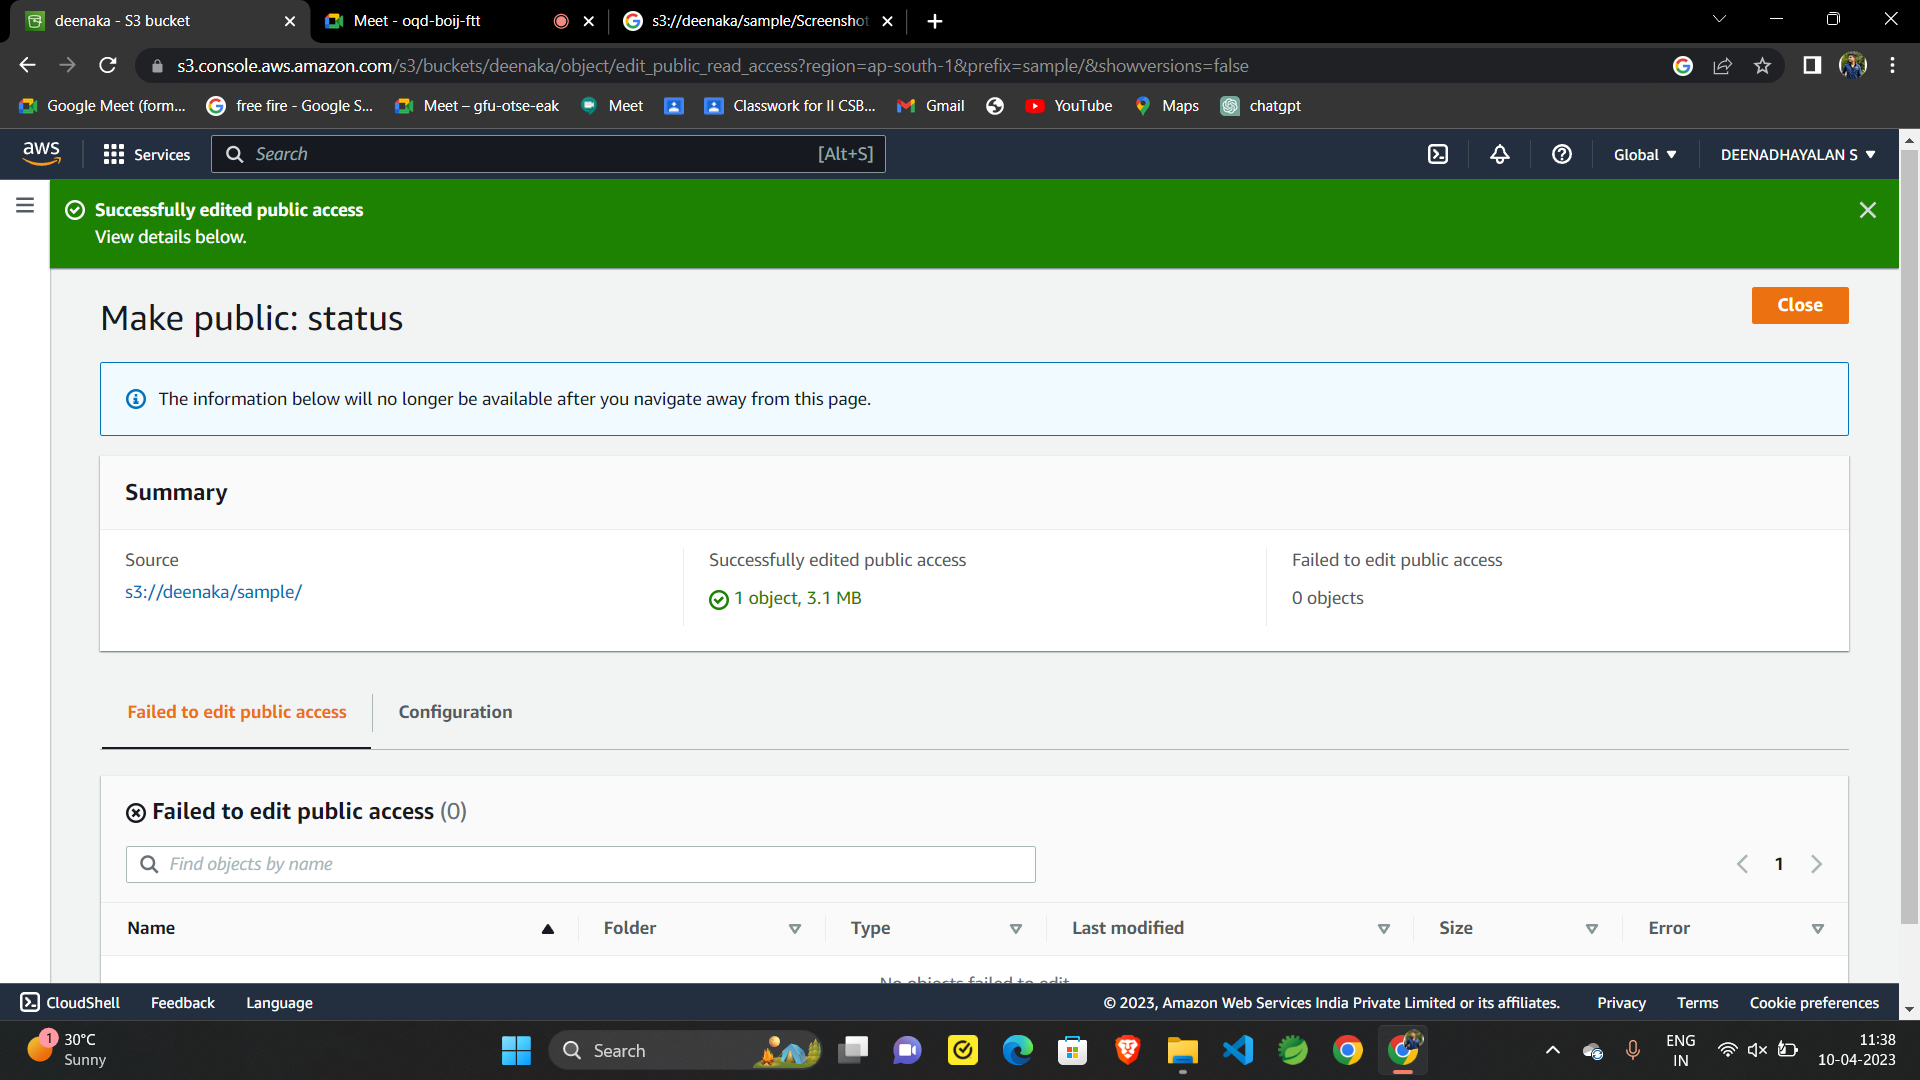 deenaka - S3 bucket
Meet - oqd-boij-ftt
s3://deenaka/sample/Screenshot
s3.console.aws.amazon.com/s3/buckets/deenaka/object/edit_public_read_access?region=ap-south-1&prefix=sample/&showversions=false
Google Meet (form...
free fire - Google S...
Meet – gfu-otse-eak
Meet
Classwork for II CSB...
Gmail
YouTube
Maps
chatgpt
aws
Services
Search
[Alt+S]
Global
DEENADHAYALAN S
Successfully edited public access
View details below.
Make public: status
Close
The information below will no longer be available after you navigate away from this page.
Summary
Source
s3://deenaka/sample/
Successfully edited public access
1 object, 3.1 MB
Failed to edit public access
0 objects
Failed to edit public access
Configuration
Failed to edit public access (0)
Find objects by name
1
Name
Folder
Type
Last modified
Size
Error
No objects failed to edit
CloudShell
Feedback
Language
© 2023, Amazon Web Services India Private Limited or its affiliates.
Privacy
Terms
Cookie preferences
1
30°C
Sunny
Search
ENG
IN
11:38
10-04-2023